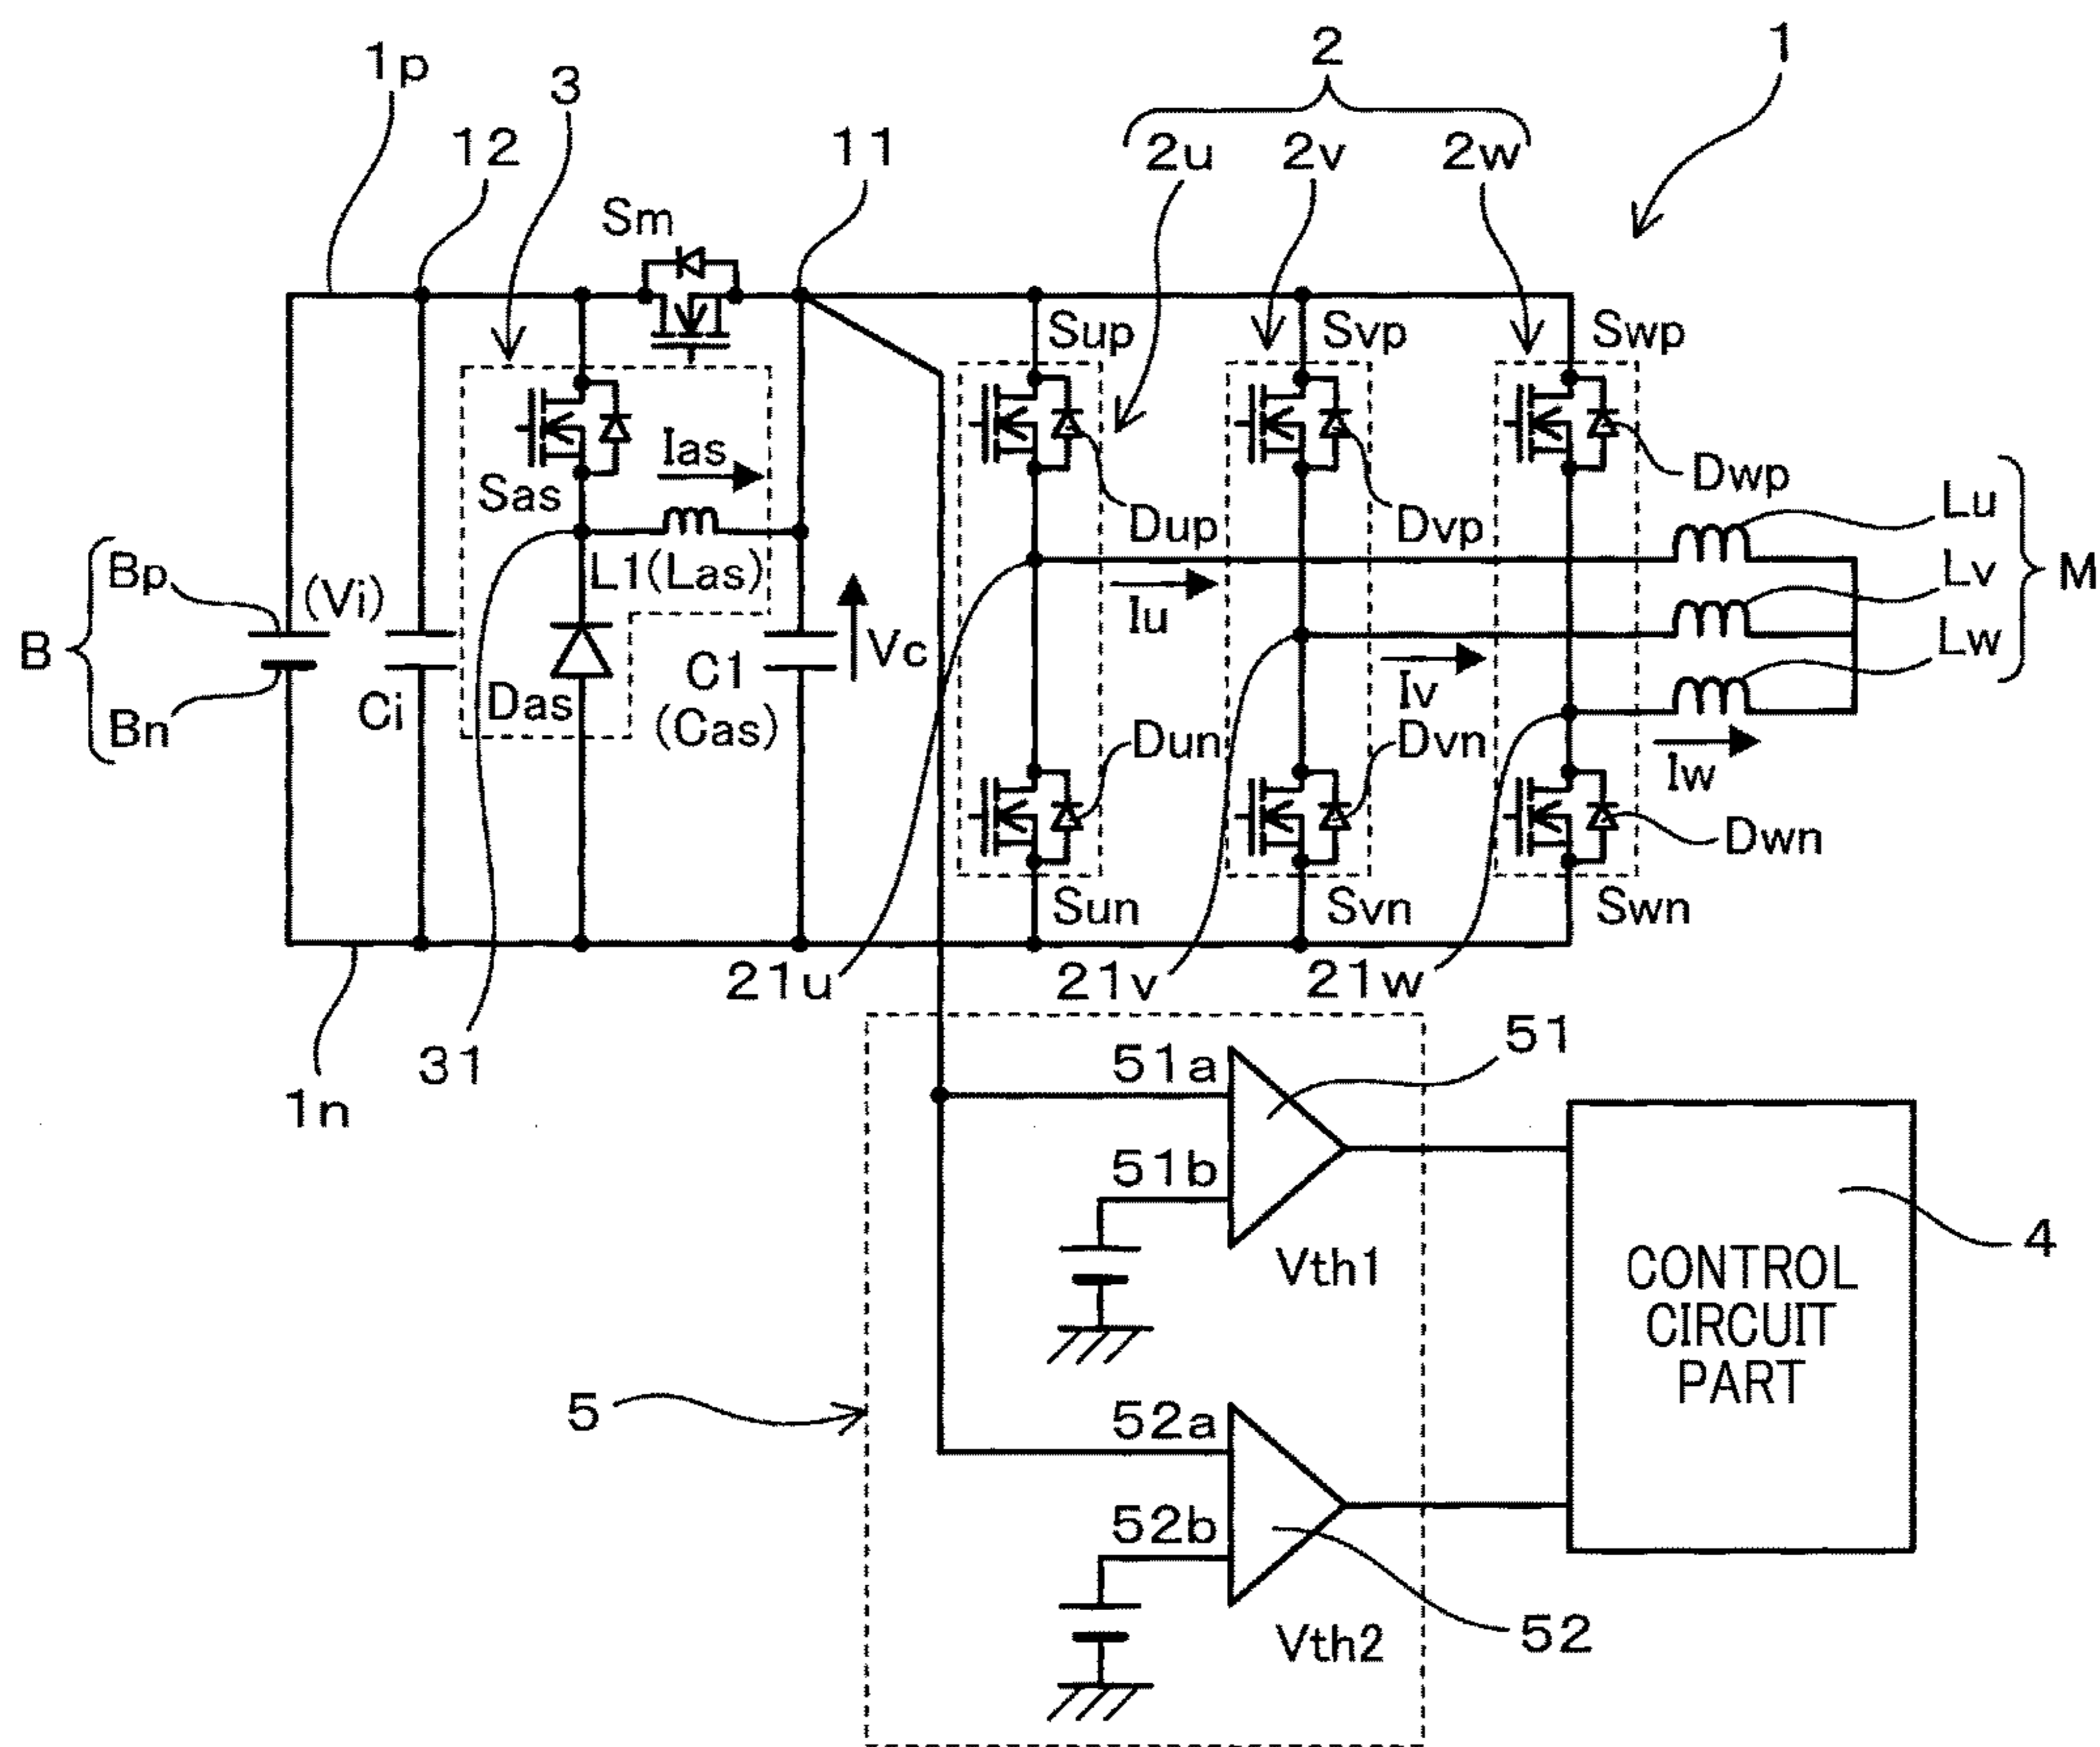 1p
12
3
Sm
11
2
2u 2v 2w
1
Sup
Svp
Swp
Sas
Ias
L1(Las)
Dup
Dvp
Dwp
Lu
Lv
Lw
M
B
Bp
Bn
(Vi)
Ci
Das
C1
(Cas)
Vc
Iu
Iv
Iw
Dun
Dvn
Dwn
Sun
Svn
Swn
21u
21v
21w
31
1n
51a
51b
51
Vth1
CONTROL
CIRCUIT
PART
4
5
52a
52b
52
Vth2